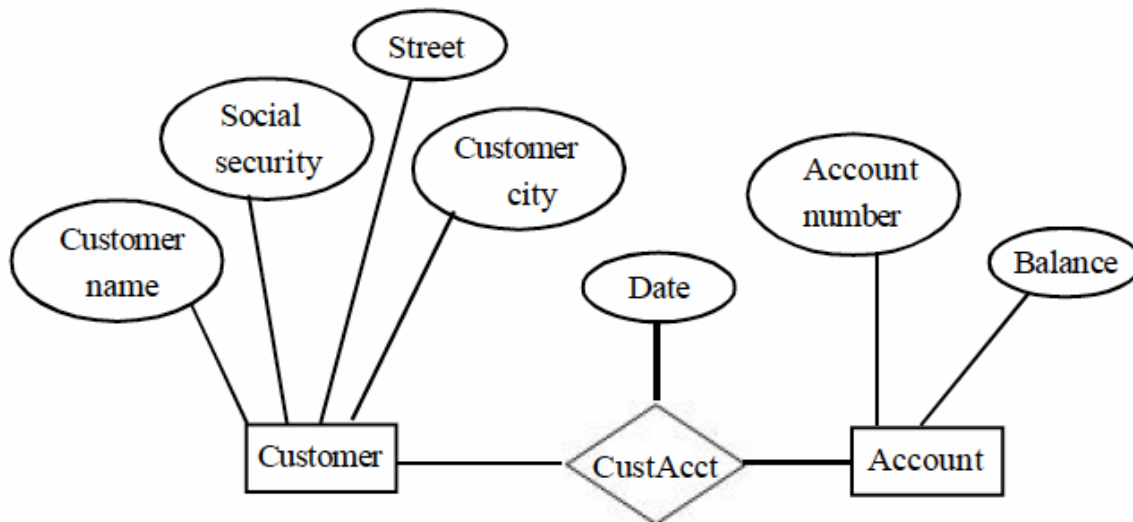 Street
Social
security
Customer
city
Customer
name
Account
number
Balance
Date
Customer
CustAcct
Account